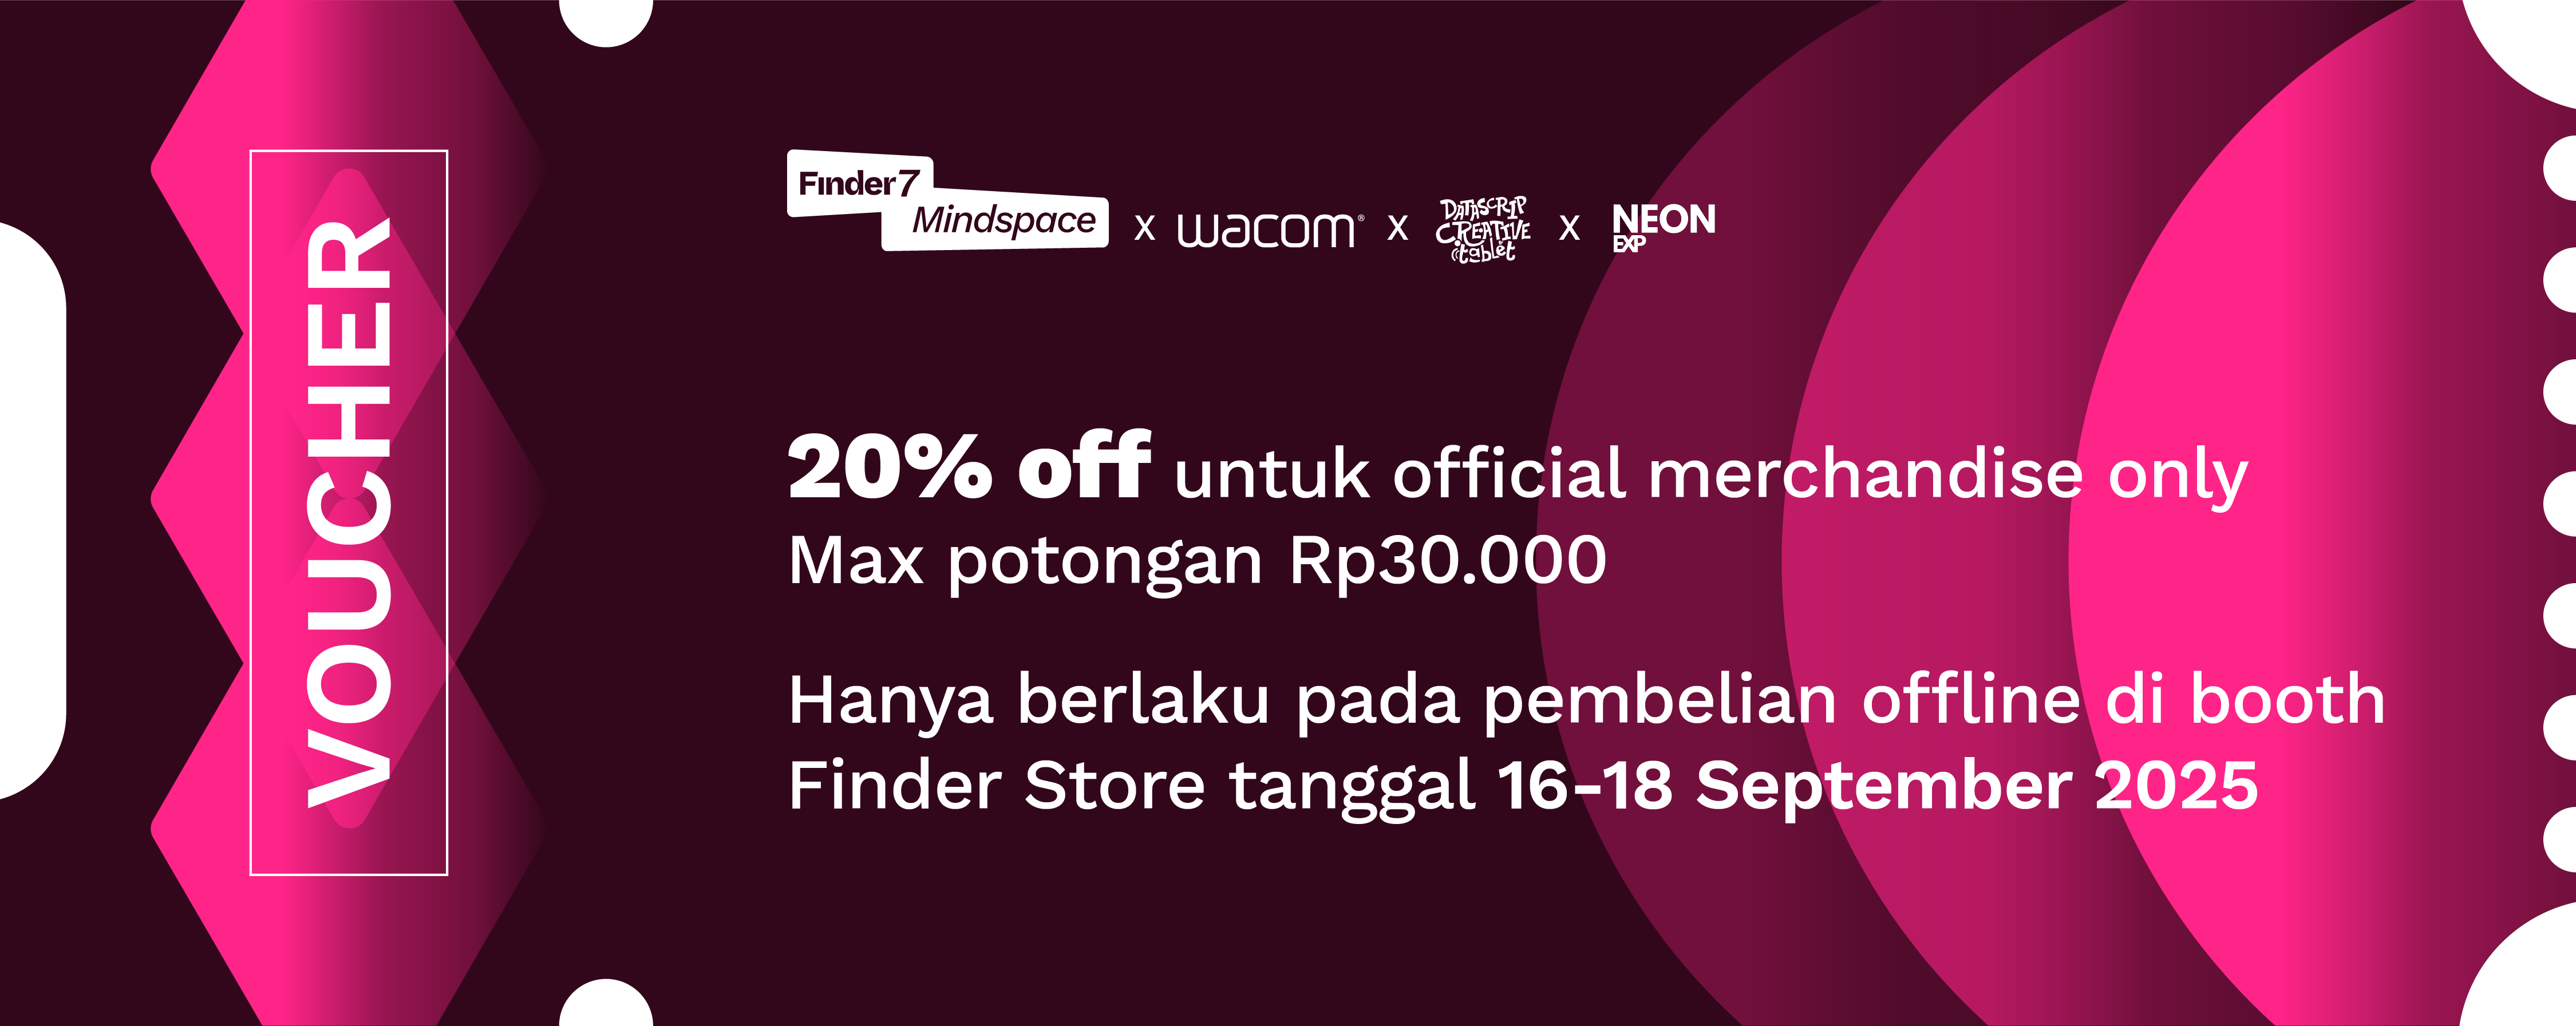 VOUCHER
Finder7
Mindspace x wacom® x DATASCRIP CREATIVE tablet x NEON EXP
20% off untuk official merchandise only
Max potongan Rp30.000
Hanya berlaku pada pembelian offline di booth
Finder Store tanggal 16-18 September 2025